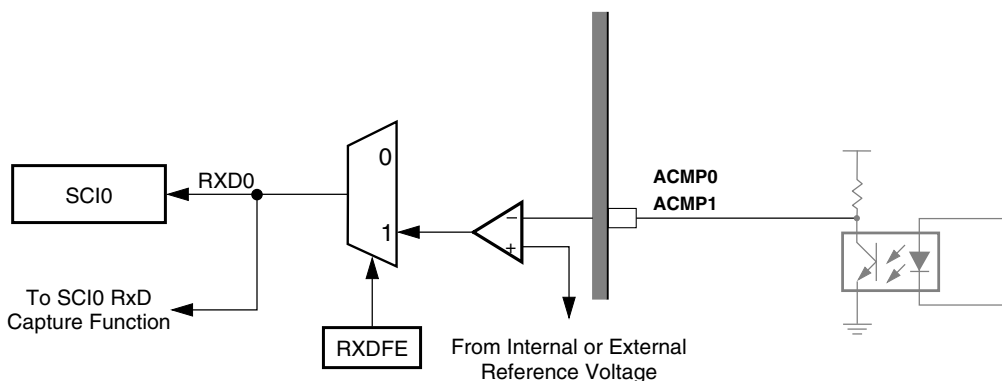 SCI0
RXD0
0
1
−
+
ACMP0
ACMP1
To SCI0 RxD
Capture Function
RXDFE
From Internal or External
Reference Voltage